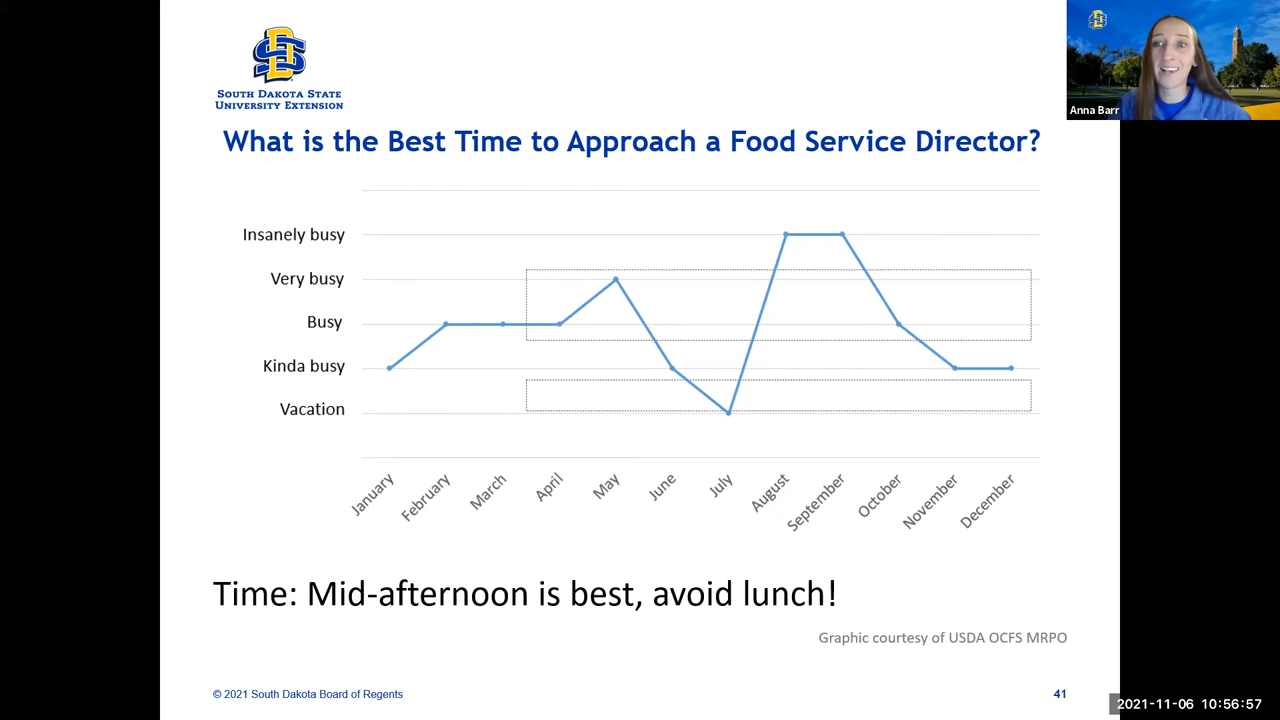 SOUTH DAKOTA STATE
UNIVERSITY EXTENSION
Anna Barr
What is the Best Time to Approach a Food Service Director?
Insanely busy
Very busy
Busy
Kinda busy
Vacation
January
February
March
April
May
June
July
August
September
October
November
December
Time: Mid-afternoon is best, avoid lunch!
Graphic courtesy of USDA OCFS MRPO
© 2021 South Dakota Board of Regents
41
2021-11-06 10:56:57